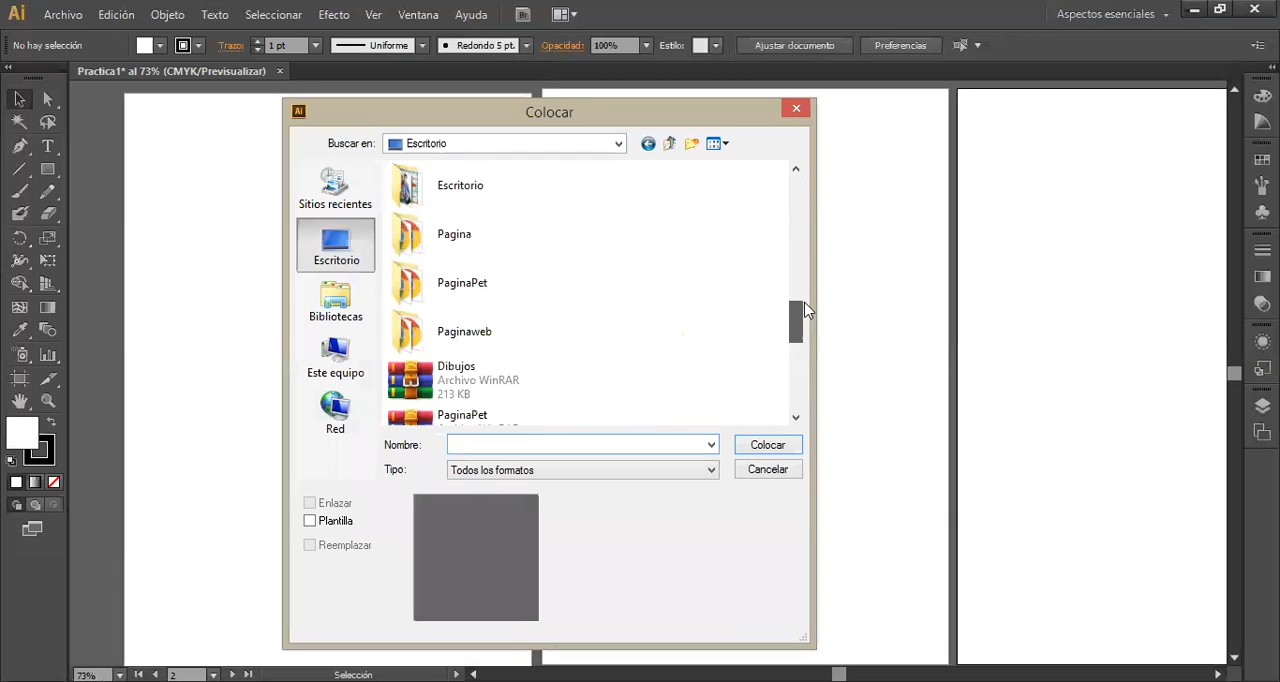 Ai Archivo Edición Objeto Texto Seleccionar Efecto Ver Ventana Ayuda Br Aspectos esenciales
No hay selección Trazo: 1 pt Uniforme Redondo 5 pt. Opacidad: 100% Estilo: Ajustar documento Preferencias
Practica1* al 73% (CMYK/Previsualizar) ×
Ai Colocar
Buscar en: Escritorio
Sitios recientes
Escritorio
Bibliotecas
Este equipo
Red
Escritorio
Pagina
PaginaPet
Paginaweb
Dibujos
Archivo WinRAR
213 KB
PaginaPet
Nombre: Colocar
Tipo: Todos los formatos Cancelar
Enlazar
Plantilla
Reemplazar
73% 2 Selección